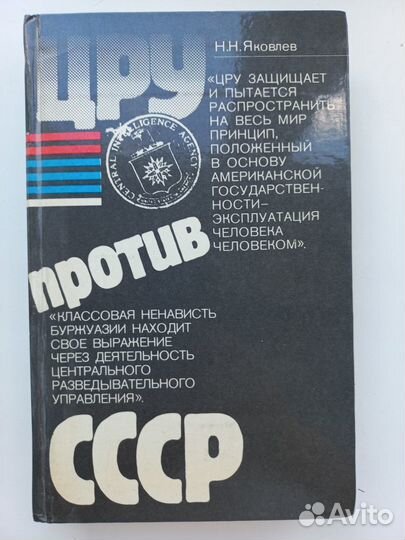 ЦРУ
Н.Н.Яковлев
«ЦРУ ЗАЩИЩАЕТ
И ПЫТАЕТСЯ
РАСПРОСТРАНИТЬ
НА ВЕСЬ МИР
ПРИНЦИП,
ПОЛОЖЕННЫЙ
В ОСНОВУ
АМЕРИКАНСКОЙ
ГОСУДАРСТВЕН-
НОСТИ–
ЭКСПЛУАТАЦИЯ
ЧЕЛОВЕКА
ЧЕЛОВЕКОМ».
CENTRAL INTELLIGENCE AGENCY
против
«КЛАССОВАЯ НЕНАВИСТЬ
БУРЖУАЗИИ НАХОДИТ
СВОЕ ВЫРАЖЕНИЕ
ЧЕРЕЗ ДЕЯТЕЛЬНОСТЬ
ЦЕНТРАЛЬНОГО
РАЗВЕДЫВАТЕЛЬНОГО
УПРАВЛЕНИЯ».
СССР
Avito